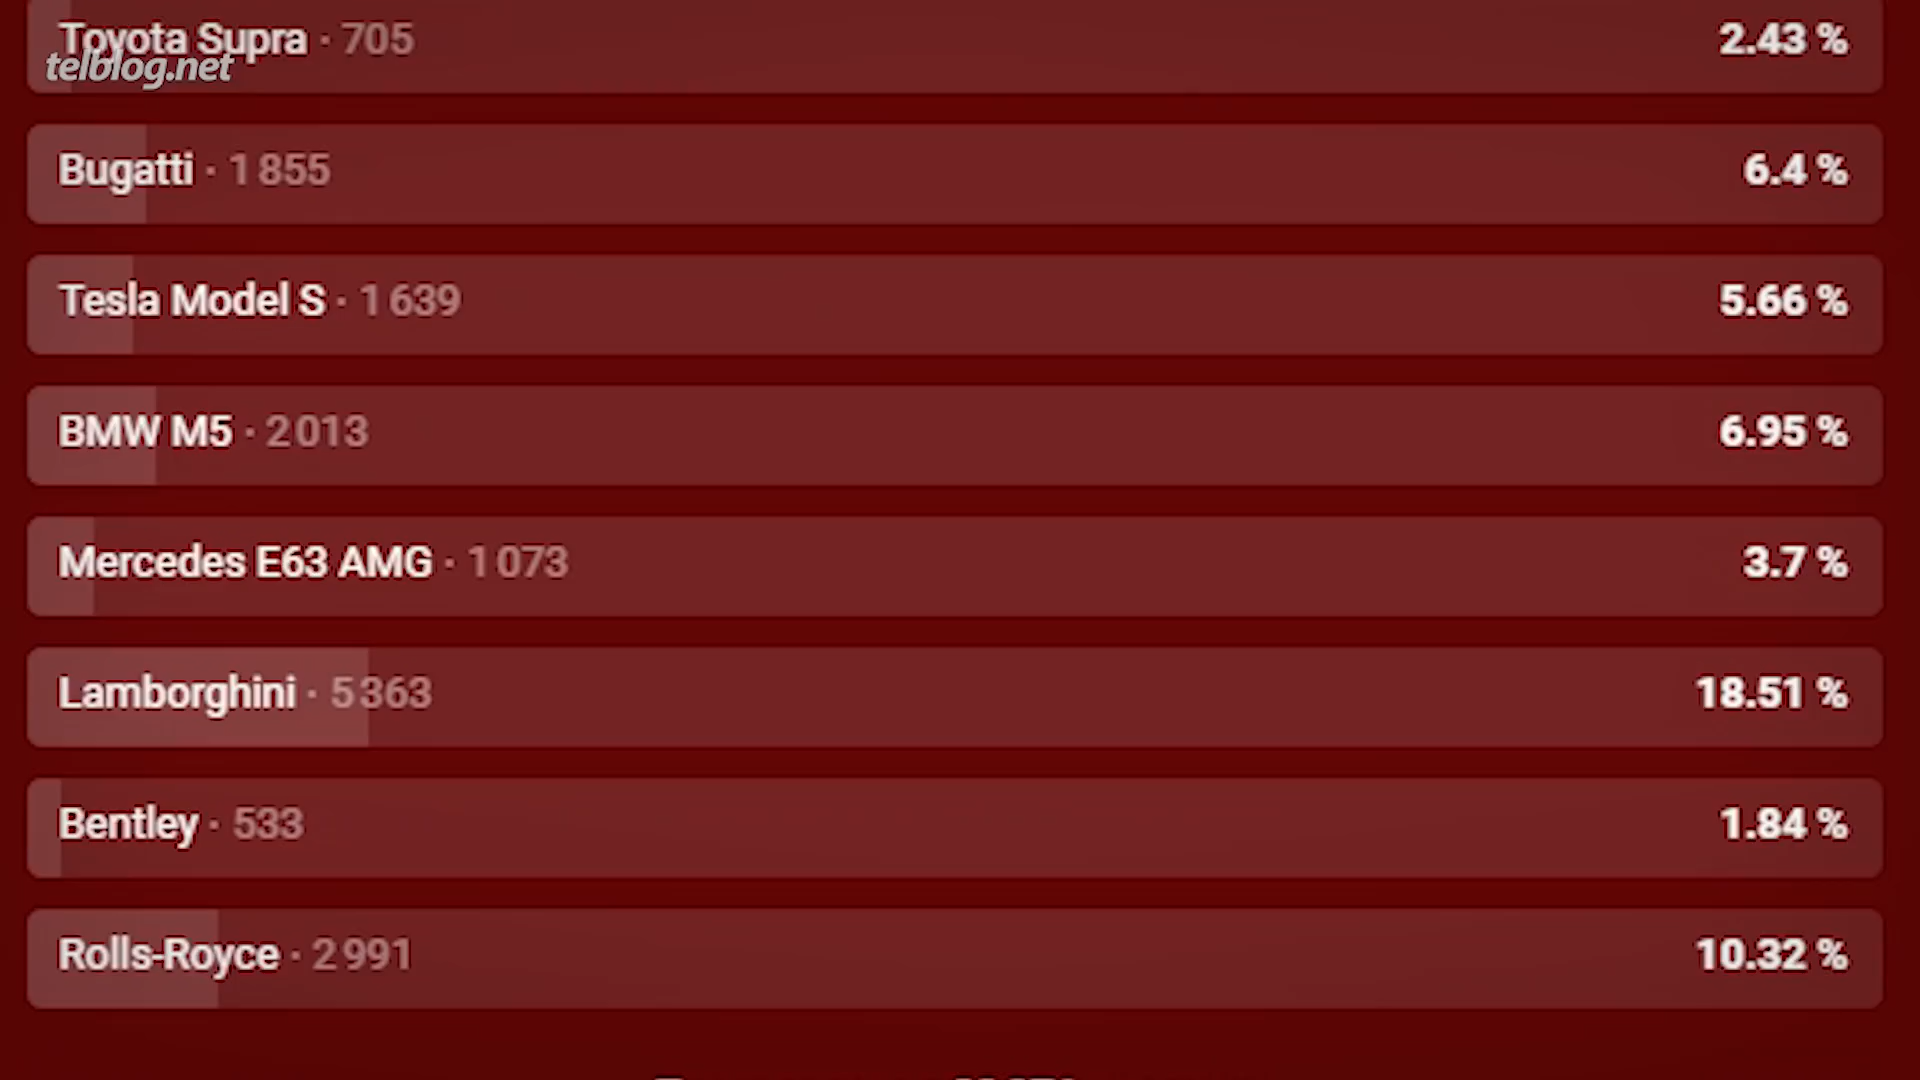 Toyota Supra · 705 2.43 %
telblog.net
Bugatti · 1 855 6.4 %
Tesla Model S · 1 639 5.66 %
BMW M5 · 2 013 6.95 %
Mercedes E63 AMG · 1 073 3.7 %
Lamborghini · 5 363 18.51 %
Bentley · 533 1.84 %
Rolls-Royce · 2 991 10.32 %